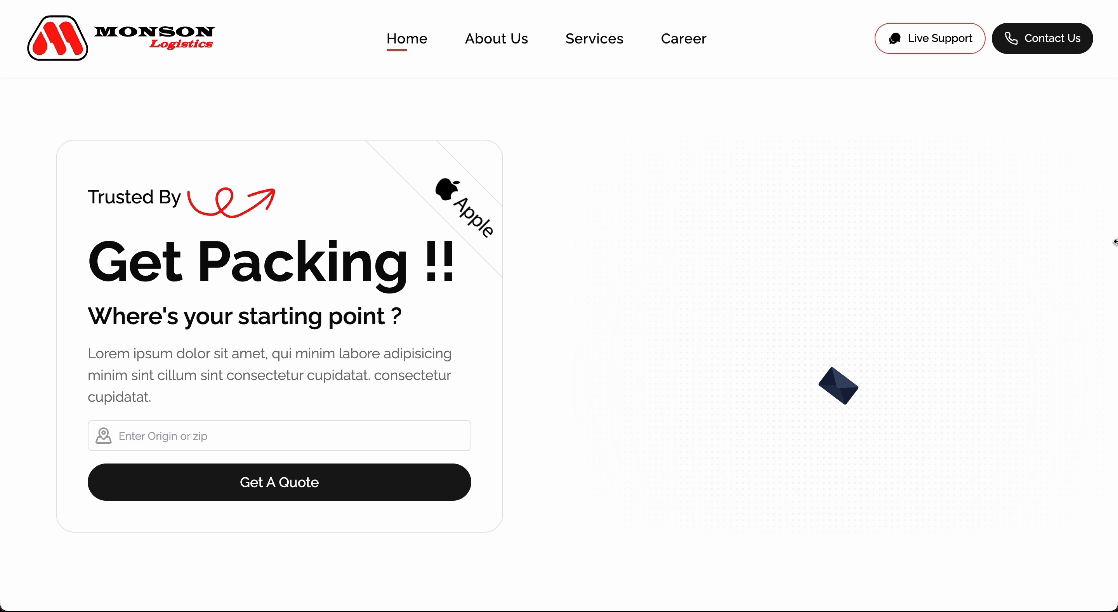 MONSON
Logistics
Home
About Us
Services
Career
Live Support
Contact Us
Trusted By
Apple
Get Packing !!
Where's your starting point ?
Lorem ipsum dolor sit amet, qui minim labore adipisicing
minim sint cillum sint consectetur cupidatat. consectetur
cupidatat.
Enter Origin or zip
Get A Quote